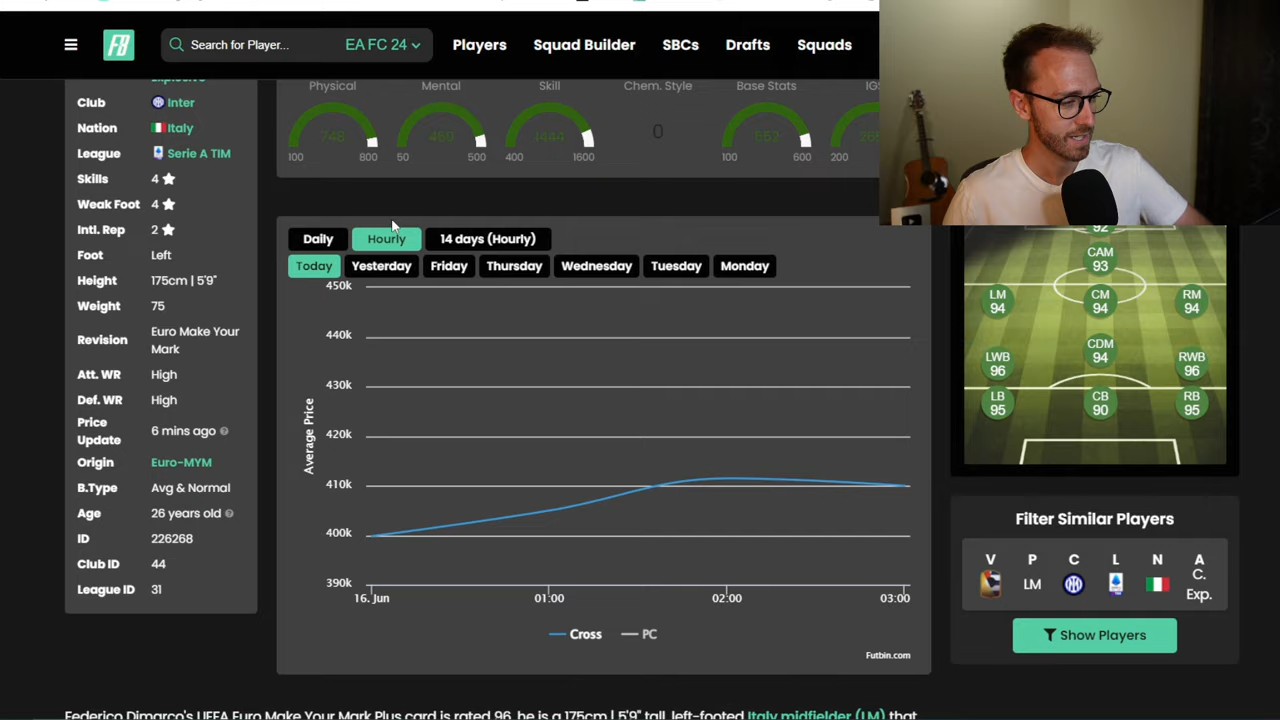 F8
Search for Player...
EA FC 24
Players
Squad Builder
SBCs
Drafts
Squads
Explosive
Club Inter
Nation Italy
League Serie A TIM
Skills 4
Weak Foot 4
Intl. Rep 2
Foot Left
Height 175cm | 5'9"
Weight 75
Revision Euro Make Your
Mark
Att. WR High
Def. WR High
Price
Update 6 mins ago
Origin Euro-MYM
B.Type Avg & Normal
Age 26 years old
ID 226268
Club ID 44
League ID 31
Physical Mental Skill Chem. Style Base Stats
748 450 1444 0 552
100 800 50 500 400 1600 100 600 200
Daily Hourly 14 days (Hourly)
Today Yesterday Friday Thursday Wednesday Tuesday Monday
450k
440k
430k
420k
410k
400k
390k
Average Price
16. Jun 01:00 02:00 03:00
Cross PC
Futbin.com
92
CAM
93
LM CM RM
94 94 94
CDM
94
LWB RWB
96 96
LB CB RB
95 90 95
Filter Similar Players
V P C L N A
LM C.
Exp.
Show Players
Federico Dimarco's UEFA Euro Make Your Mark Plus card is rated 96, he is a 175cm | 5'9" tall, left-footed Italy midfielder (LM) that